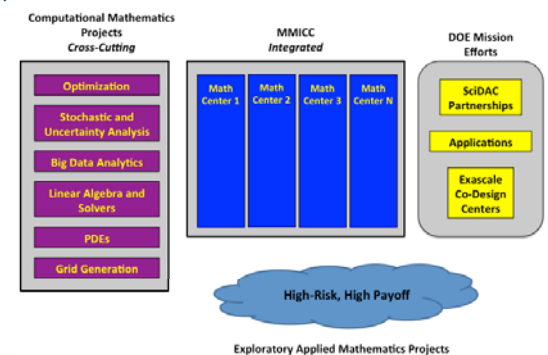 Computational Mathematics
Projects
Cross-Cutting
Optimization
Stochastic and
Uncertainty Analysis
Big Data Analytics
Linear Algebra and
Solvers
PDEs
Grid Generation
MMICC
Integrated
Math
Center 1
Math
Center 2
Math
Center 3
Math
Center N
DOE Mission
Efforts
SciDAC
Partnerships
Applications
Exascale
Co-Design
Centers
High-Risk, High Payoff
Exploratory Applied Mathematics Projects